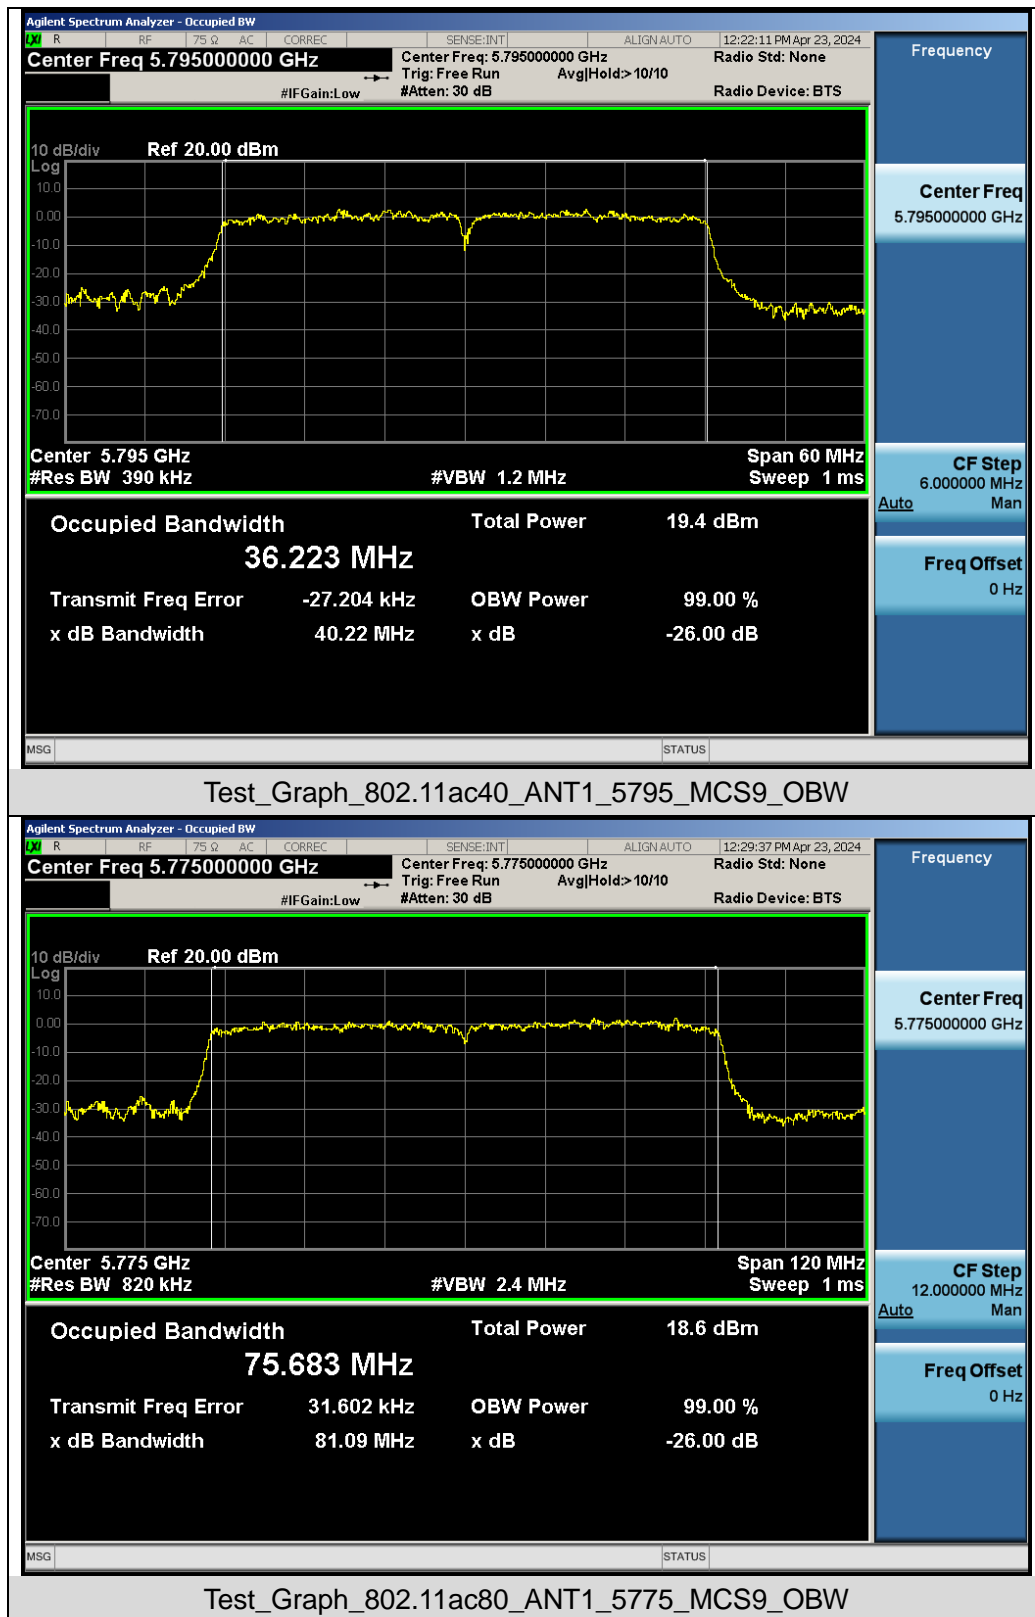 Agilent Spectrum Analyzer - Occupied BW
LXI R RF 75 Ω AC CORREC SENSE:INT ALIGN AUTO 12:22:11 PM Apr 23, 2024
Center Freq 5.795000000 GHz
Center Freq: 5.795000000 GHz Radio Std: None
Trig: Free Run Avg|Hold:>10/10
#IFGain:Low #Atten: 30 dB Radio Device: BTS
10 dB/div Ref 20.00 dBm
Log
10.0
0.00
-10.0
-20.0
-30.0
-40.0
-50.0
-60.0
-70.0
Center 5.795 GHz Span 60 MHz
#Res BW 390 kHz #VBW 1.2 MHz Sweep 1 ms
Occupied Bandwidth Total Power 19.4 dBm
36.223 MHz
Transmit Freq Error -27.204 kHz OBW Power 99.00 %
x dB Bandwidth 40.22 MHz x dB -26.00 dB
MSG STATUS
Frequency
Center Freq
5.795000000 GHz
CF Step
6.000000 MHz
Auto Man
Freq Offset
0 Hz
Test_Graph_802.11ac40_ANT1_5795_MCS9_OBW
Agilent Spectrum Analyzer - Occupied BW
LXI R RF 75 Ω AC CORREC SENSE:INT ALIGN AUTO 12:29:37 PM Apr 23, 2024
Center Freq 5.775000000 GHz
Center Freq: 5.775000000 GHz Radio Std: None
Trig: Free Run Avg|Hold:>10/10
#IFGain:Low #Atten: 30 dB Radio Device: BTS
10 dB/div Ref 20.00 dBm
Log
10.0
0.00
-10.0
-20.0
-30.0
-40.0
-50.0
-60.0
-70.0
Center 5.775 GHz Span 120 MHz
#Res BW 820 kHz #VBW 2.4 MHz Sweep 1 ms
Occupied Bandwidth Total Power 18.6 dBm
75.683 MHz
Transmit Freq Error 31.602 kHz OBW Power 99.00 %
x dB Bandwidth 81.09 MHz x dB -26.00 dB
MSG STATUS
Frequency
Center Freq
5.775000000 GHz
CF Step
12.000000 MHz
Auto Man
Freq Offset
0 Hz
Test_Graph_802.11ac80_ANT1_5775_MCS9_OBW